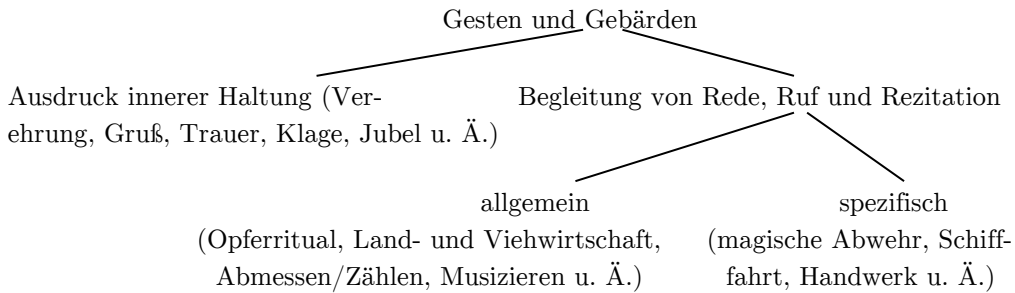 Gesten und Gebärden
Ausdruck innerer Haltung (Ver-
ehrung, Gruß, Trauer, Klage, Jubel u. Ä.)
Begleitung von Rede, Ruf und Rezitation
allgemein
(Opferritual, Land- und Viehwirtschaft,
Abmessen/Zählen, Musizieren u. Ä.)
spezifisch
(magische Abwehr, Schiff-
fahrt, Handwerk u. Ä.)